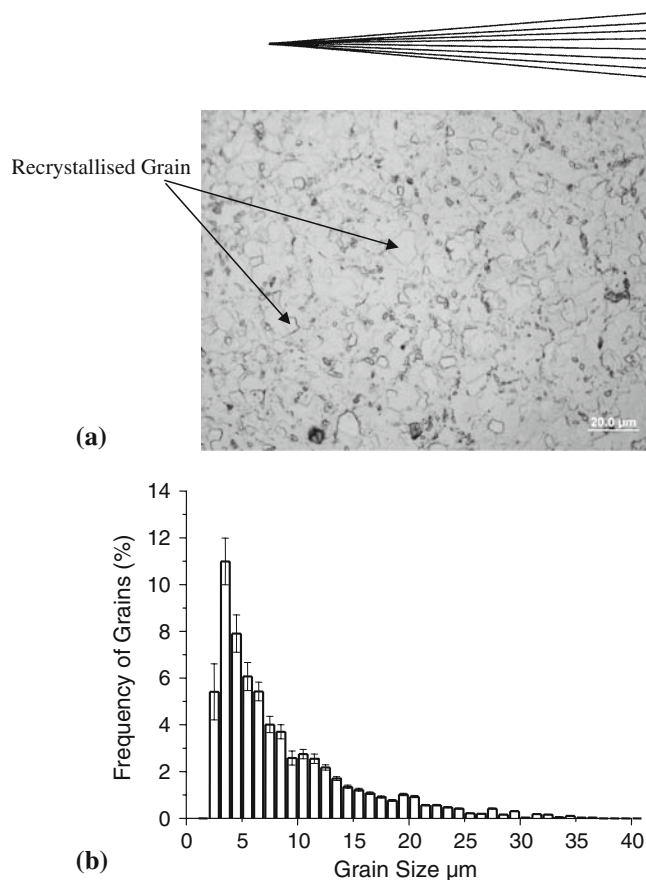 Recrystallised Grain
20.0 µm
(a)
14
12
10
8
6
4
2
0
Frequency of Grains (%)
0 5 10 15 20 25 30 35 40
Grain Size µm
(b)